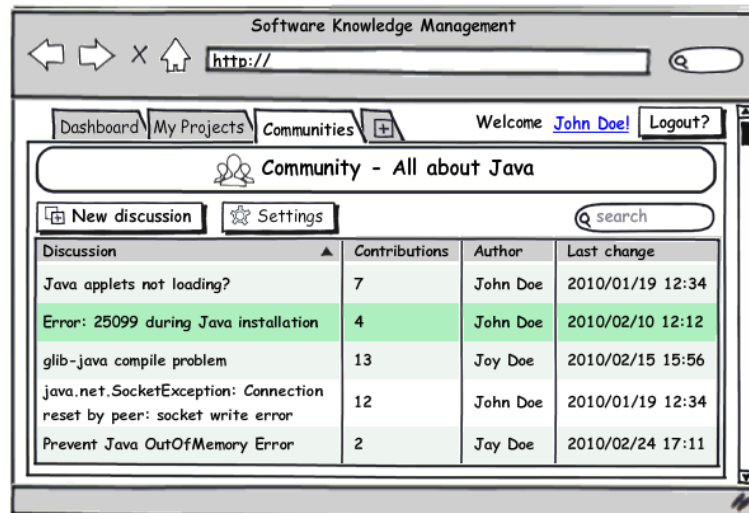 Software Knowledge Management
http://
Dashboard My Projects Communities Welcome John Doe! Logout?
Community - All about Java
New discussion Settings search
Discussion Contributions Author Last change
Java applets not loading? 7 John Doe 2010/01/19 12:34
Error: 25099 during Java installation 4 John Doe 2010/02/10 12:12
glib-java compile problem 13 Joy Doe 2010/02/15 15:56
java.net.SocketException: Connection
reset by peer: socket write error 12 John Doe 2010/01/19 12:34
Prevent Java OutOfMemory Error 2 Jay Doe 2010/02/24 17:11